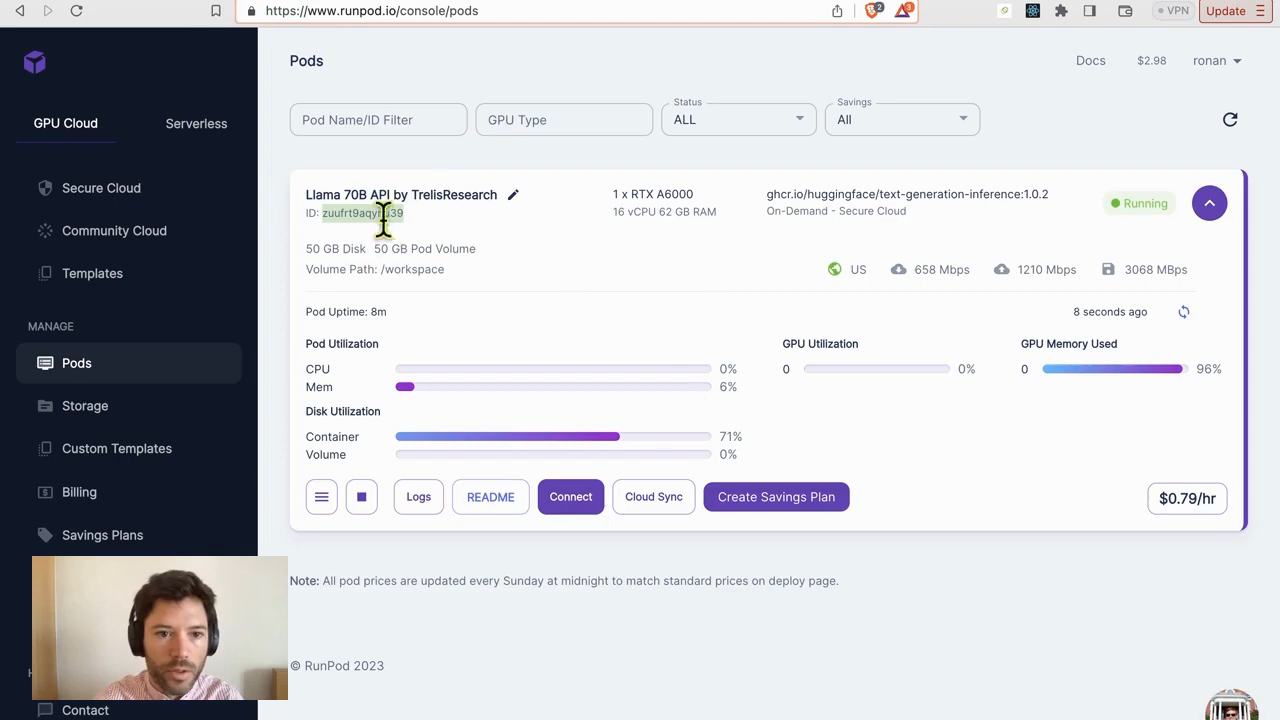 https://www.runpod.io/console/pods
2
3
VPN
Update
GPU Cloud
Serverless
Secure Cloud
Community Cloud
Templates
MANAGE
Pods
Storage
Custom Templates
Billing
Savings Plans
Contact
Pods
Docs
$2.98
ronan
Pod Name/ID Filter
GPU Type
Status
ALL
Savings
All
Llama 70B API by TrelisResearch
ID:
1 x RTX A6000
16 vCPU 62 GB RAM
ghcr.io/huggingface/text-generation-inference:1.0.2
On-Demand - Secure Cloud
Running
50 GB Disk 50 GB Pod Volume
Volume Path: /workspace
US
658 Mbps
1210 Mbps
3068 MBps
Pod Uptime: 8m
8 seconds ago
Pod Utilization
CPU
0%
Mem
6%
GPU Utilization
0
0%
GPU Memory Used
0
96%
Disk Utilization
Container
71%
Volume
0%
Logs
README
Connect
Cloud Sync
Create Savings Plan
$0.79/hr
Note: All pod prices are updated every Sunday at midnight to match standard prices on deploy page.
© RunPod 2023